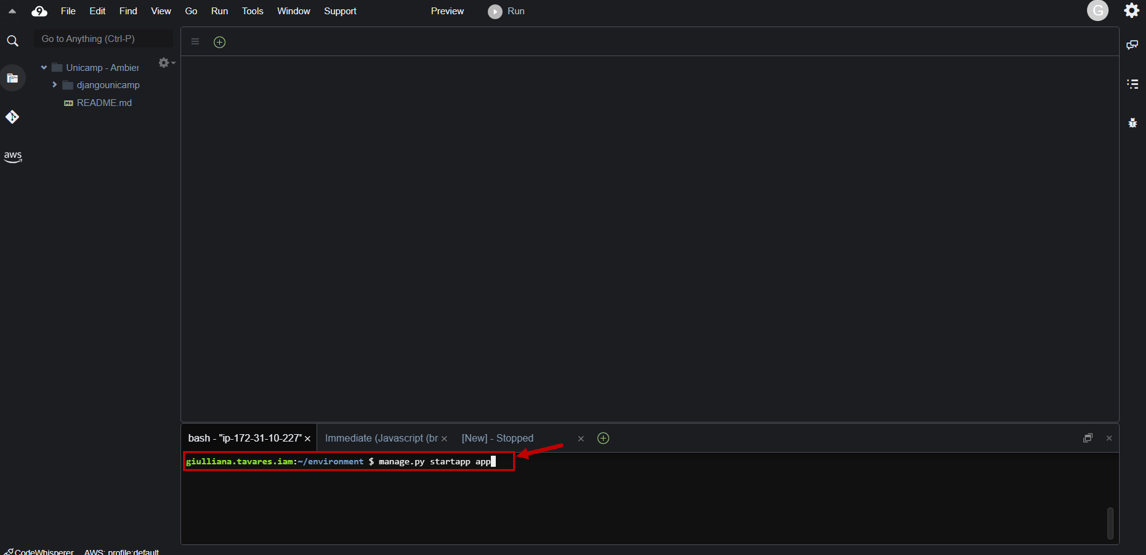 File Edit Find View Go Run Tools Window Support Preview Run G
Go to Anything (Ctrl-P)
Unicamp - Ambien
djangounicamp
README.md
aws
bash - "ip-172-31-10-227" × Immediate (Javascript (br × [New] - Stopped ×
giulliana.tavares.iam:~/environment $ manage.py startapp app
CodeWhisperer AWS: profile:default